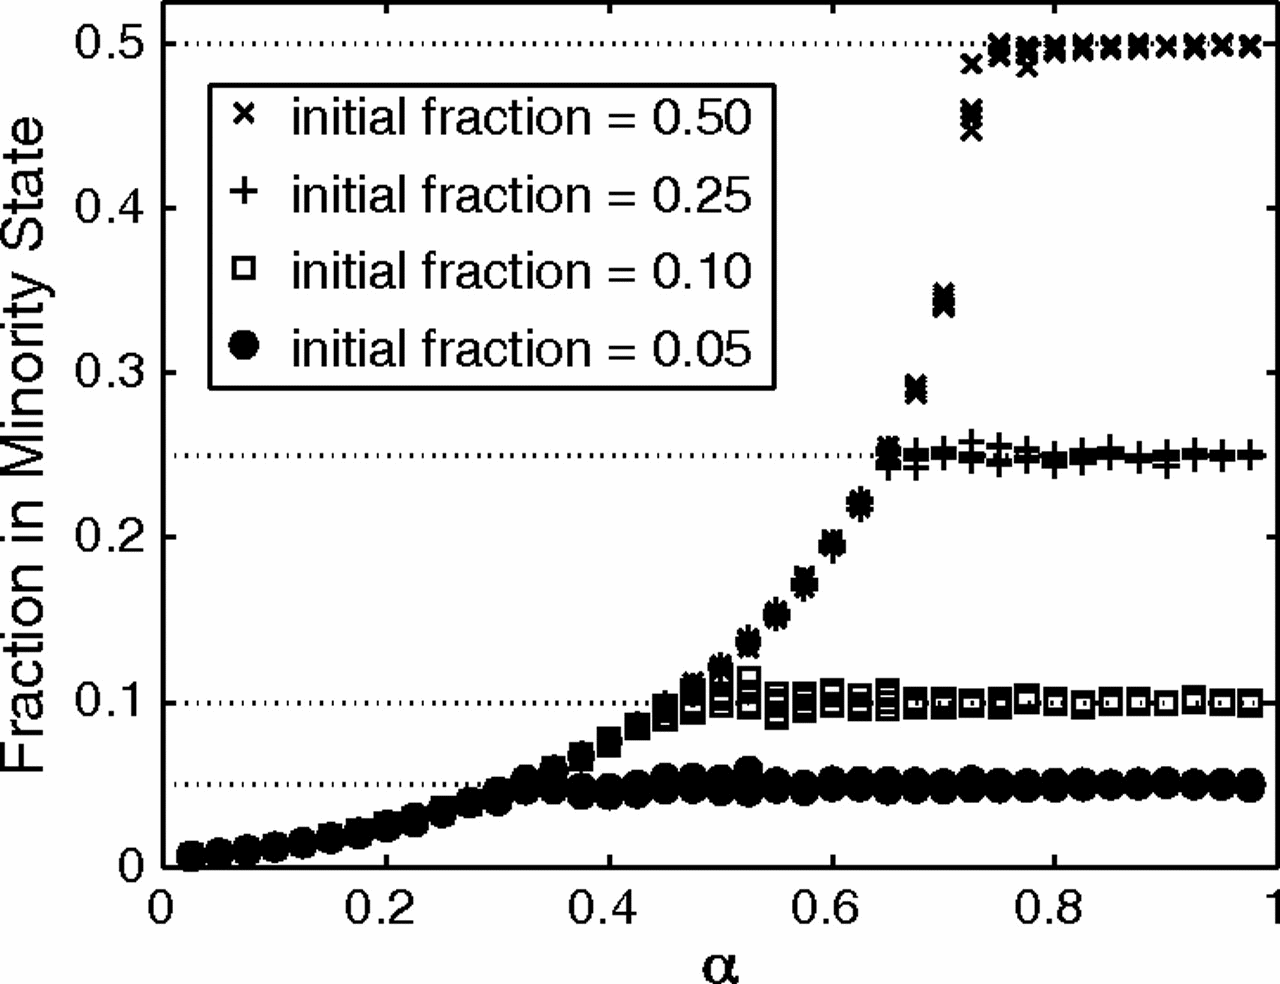 Fraction in Minority State
0.5
0.4
0.3
0.2
0.1
0
× initial fraction = 0.50
+ initial fraction = 0.25
□ initial fraction = 0.10
● initial fraction = 0.05
0 0.2 0.4 0.6 0.8 1
α